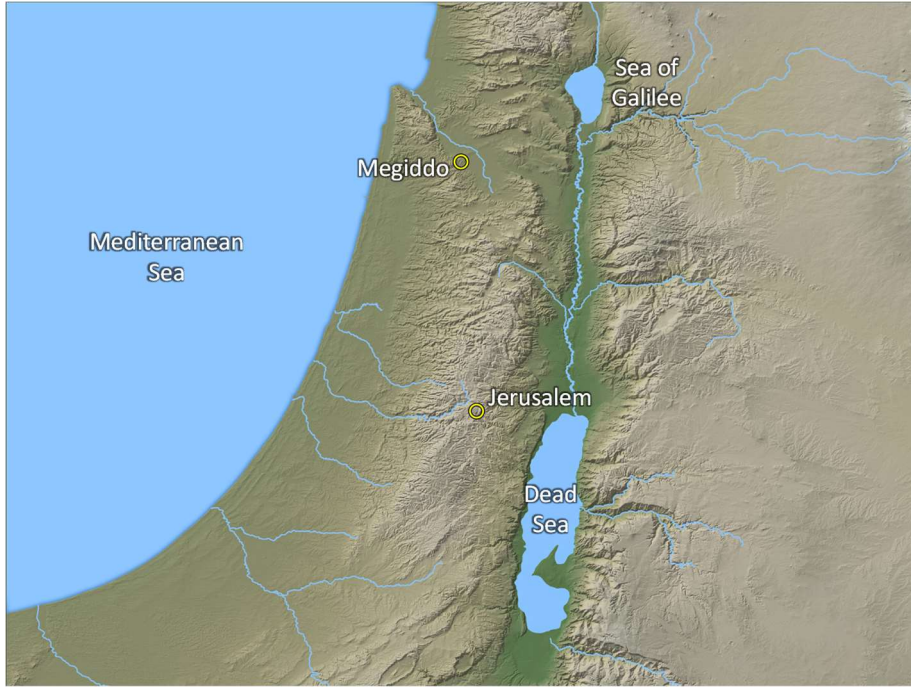 Sea of
Galilee
Megiddo
Mediterranean
Sea
Jerusalem
Dead
Sea